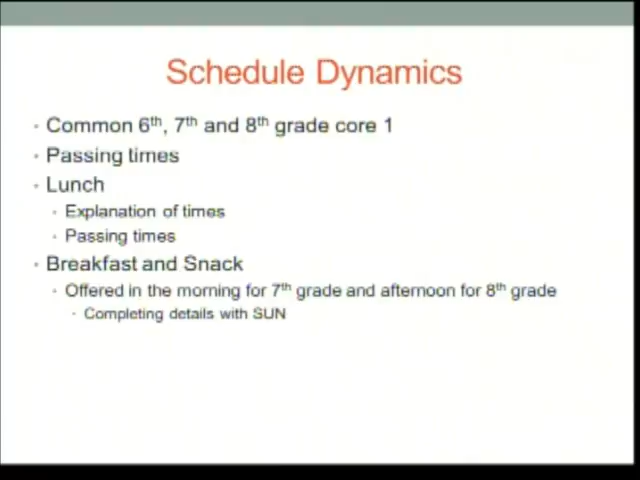 Schedule Dynamics
• Common 6th, 7th and 8th grade core 1
• Passing times
• Lunch
• Explanation of times
• Passing times
• Breakfast and Snack
• Offered in the morning for 7th grade and afternoon for 8th grade
• Completing details with SUN